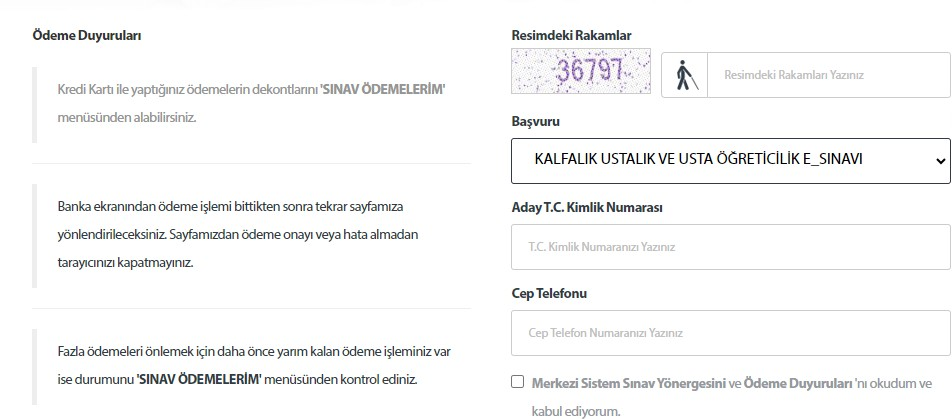 Ödeme Duyuruları
Kredi Kartı ile yaptığınız ödemelerin dekontlarını 'SINAV ÖDEMELERİM'
menüsünden alabilirsiniz.
Banka ekranından ödeme işlemi bittikten sonra tekrar sayfamıza
yönlendirileceksiniz. Sayfamızdan ödeme onayı veya hata almadan
tarayıcınızı kapatmayınız.
Fazla ödemeleri önlemek için daha önce yarım kalan ödeme işleminiz var
ise durumunu 'SINAV ÖDEMELERİM' menüsünden kontrol ediniz.
Resimdeki Rakamlar
36797
Resimdeki Rakamları Yazınız
Başvuru
KALFALIK USTALIK VE USTA ÖĞRETİCİLİK E_SINAVI
Aday T.C. Kimlik Numarası
T.C. Kimlik Numaranızı Yazınız
Cep Telefonu
Cep Telefon Numaranızı Yazınız
Merkezi Sistem Sınav Yönergesini ve Ödeme Duyuruları 'nı okudum ve
kabul ediyorum.